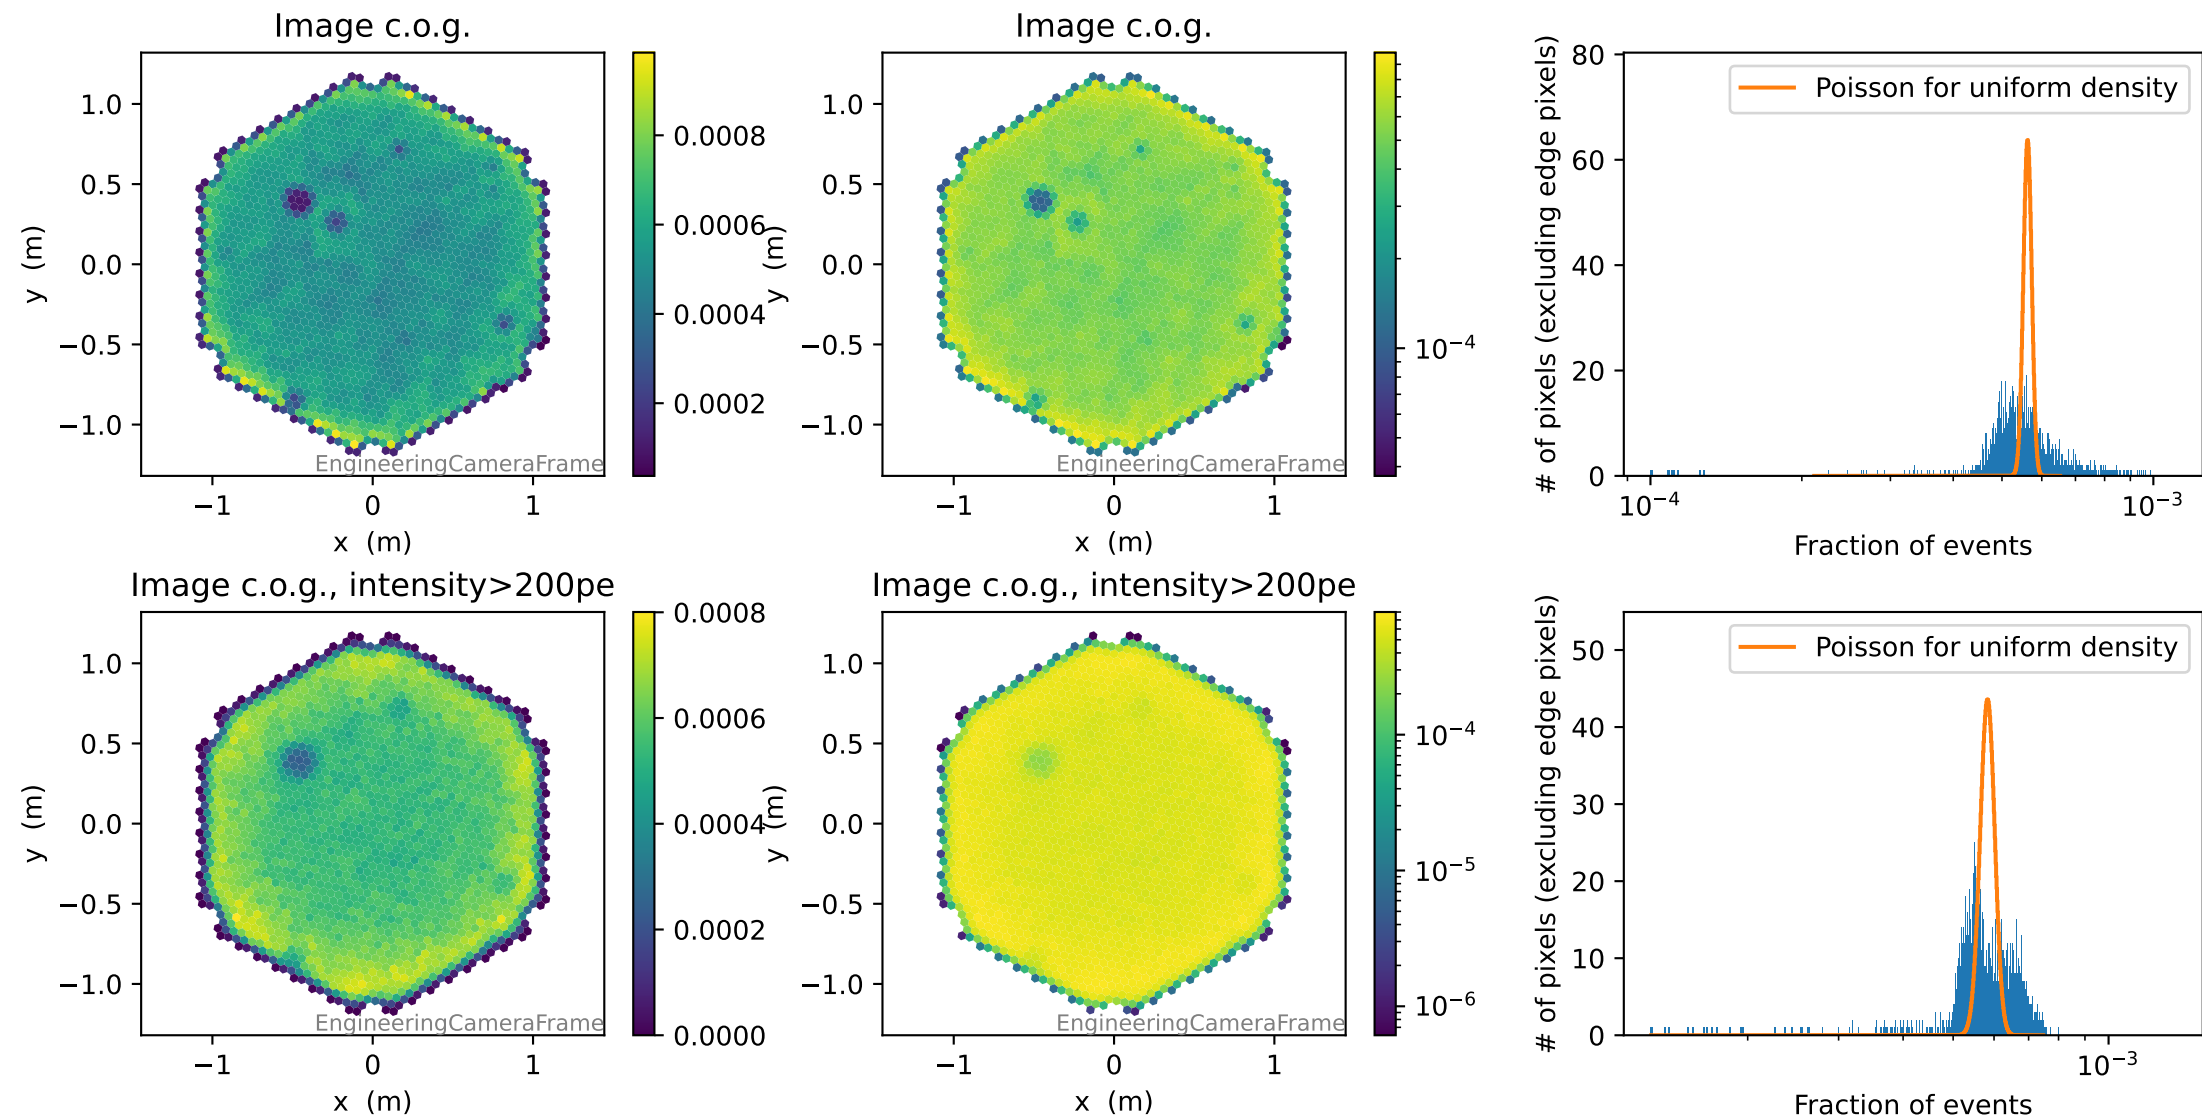 Image c.o.g.
1.0
0.5
0.0
−0.5
−1.0
y (m)
−1
0
1
x (m)
EngineeringCameraFrame
0.0008
0.0006
0.0004
0.0002
Image c.o.g.
1.0
0.5
0.0
−0.5
−1.0
y (m)
−1
0
1
x (m)
EngineeringCameraFrame
10⁻⁴
# of pixels (excluding edge pixels)
80
60
40
20
0
Poisson for uniform density
10⁻⁴
10⁻³
Fraction of events
Image c.o.g., intensity>200pe
1.0
0.5
0.0
−0.5
−1.0
y (m)
−1
0
1
x (m)
EngineeringCameraFrame
0.0008
0.0006
0.0004
0.0002
0.0000
Image c.o.g., intensity>200pe
1.0
0.5
0.0
−0.5
−1.0
y (m)
−1
0
1
x (m)
EngineeringCameraFrame
10⁻⁴
10⁻⁵
10⁻⁶
# of pixels (excluding edge pixels)
50
40
30
20
10
0
Poisson for uniform density
10⁻³
Fraction of events